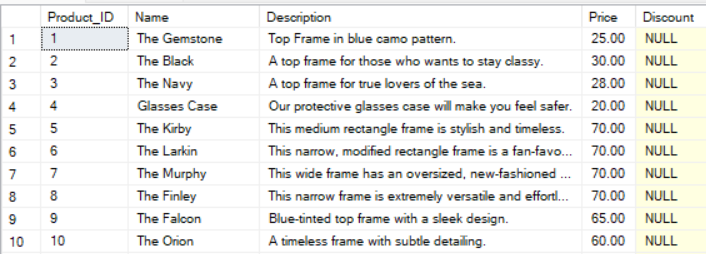 Product_ID Name Description Price Discount
1 1 The Gemstone Top Frame in blue camo pattern. 25.00 NULL
2 2 The Black A top frame for those who wants to stay classy. 30.00 NULL
3 3 The Navy A top frame for true lovers of the sea. 28.00 NULL
4 4 Glasses Case Our protective glasses case will make you feel safer. 20.00 NULL
5 5 The Kirby This medium rectangle frame is stylish and timeless. 70.00 NULL
6 6 The Larkin This narrow, modified rectangle frame is a fan-favo... 70.00 NULL
7 7 The Murphy This wide frame has an oversized, new-fashioned ... 70.00 NULL
8 8 The Finley This narrow frame is extremely versatile and effortl... 70.00 NULL
9 9 The Falcon Blue-tinted top frame with a sleek design. 65.00 NULL
10 10 The Orion A timeless frame with subtle detailing. 60.00 NULL